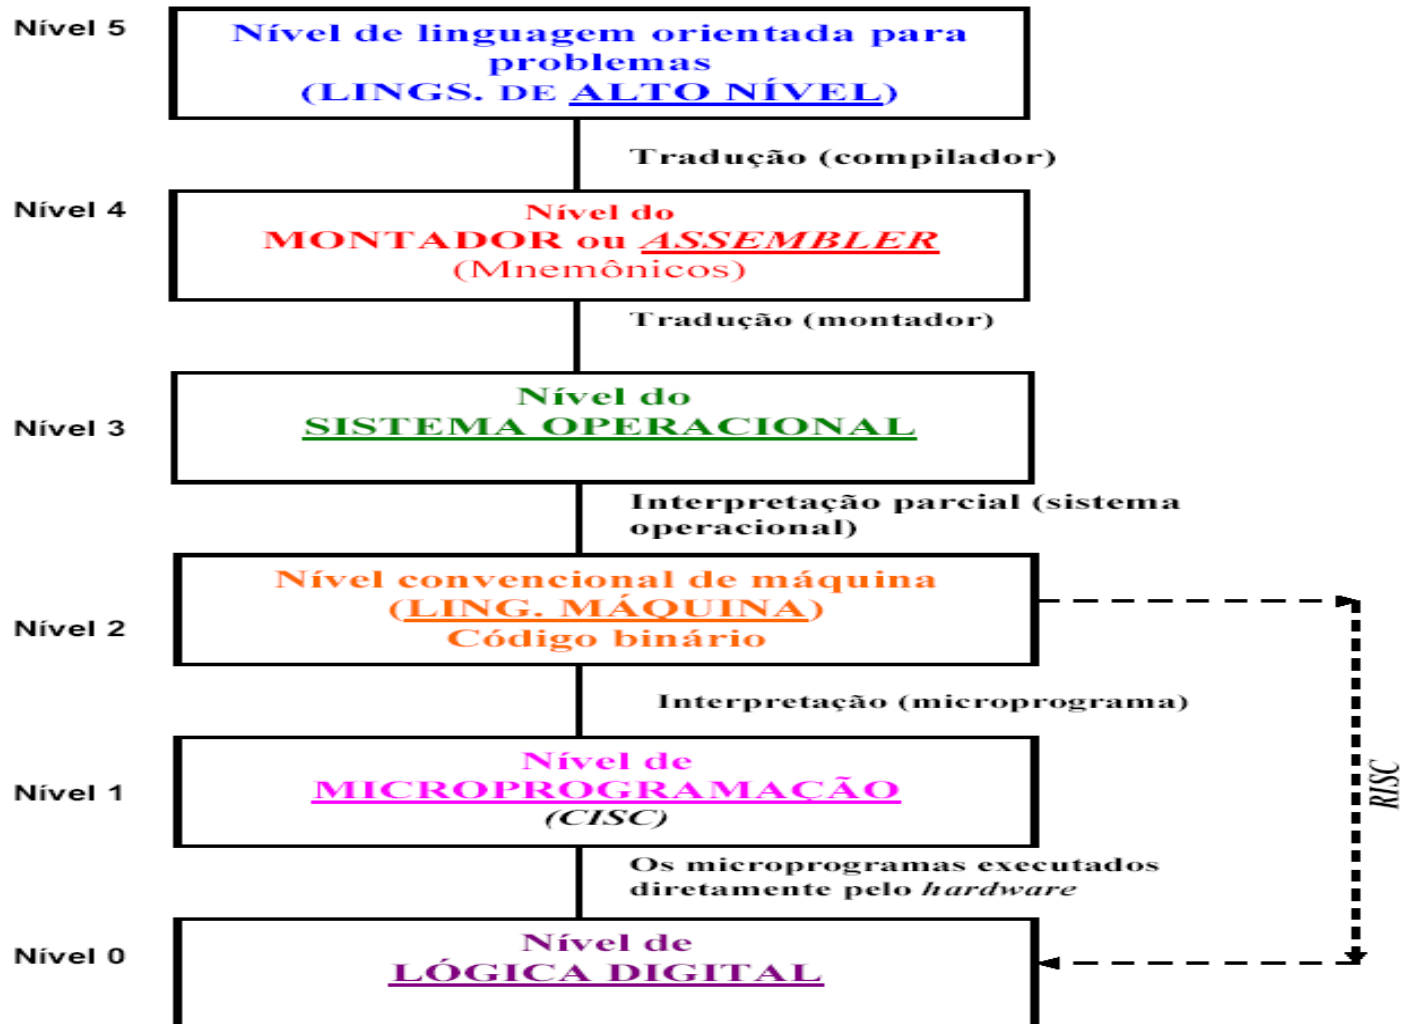 Nível 5
Nível de linguagem orientada para
problemas
(LINGS. DE ALTO NÍVEL)
Tradução (compilador)
Nível 4
Nível do
MONTADOR ou ASSEMBLER
(Mnemônicos)
Tradução (montador)
Nível 3
Nível do
SISTEMA OPERACIONAL
Interpretação parcial (sistema
operacional)
Nível 2
Nível convencional de máquina
(LING. MÁQUINA)
Código binário
Interpretação (microprograma)
Nível 1
Nível de
MICROPROGRAMAÇÃO
(CISC)
RISC
Os microprogramas executados
diretamente pelo hardware
Nível 0
Nível de
LÓGICA DIGITAL